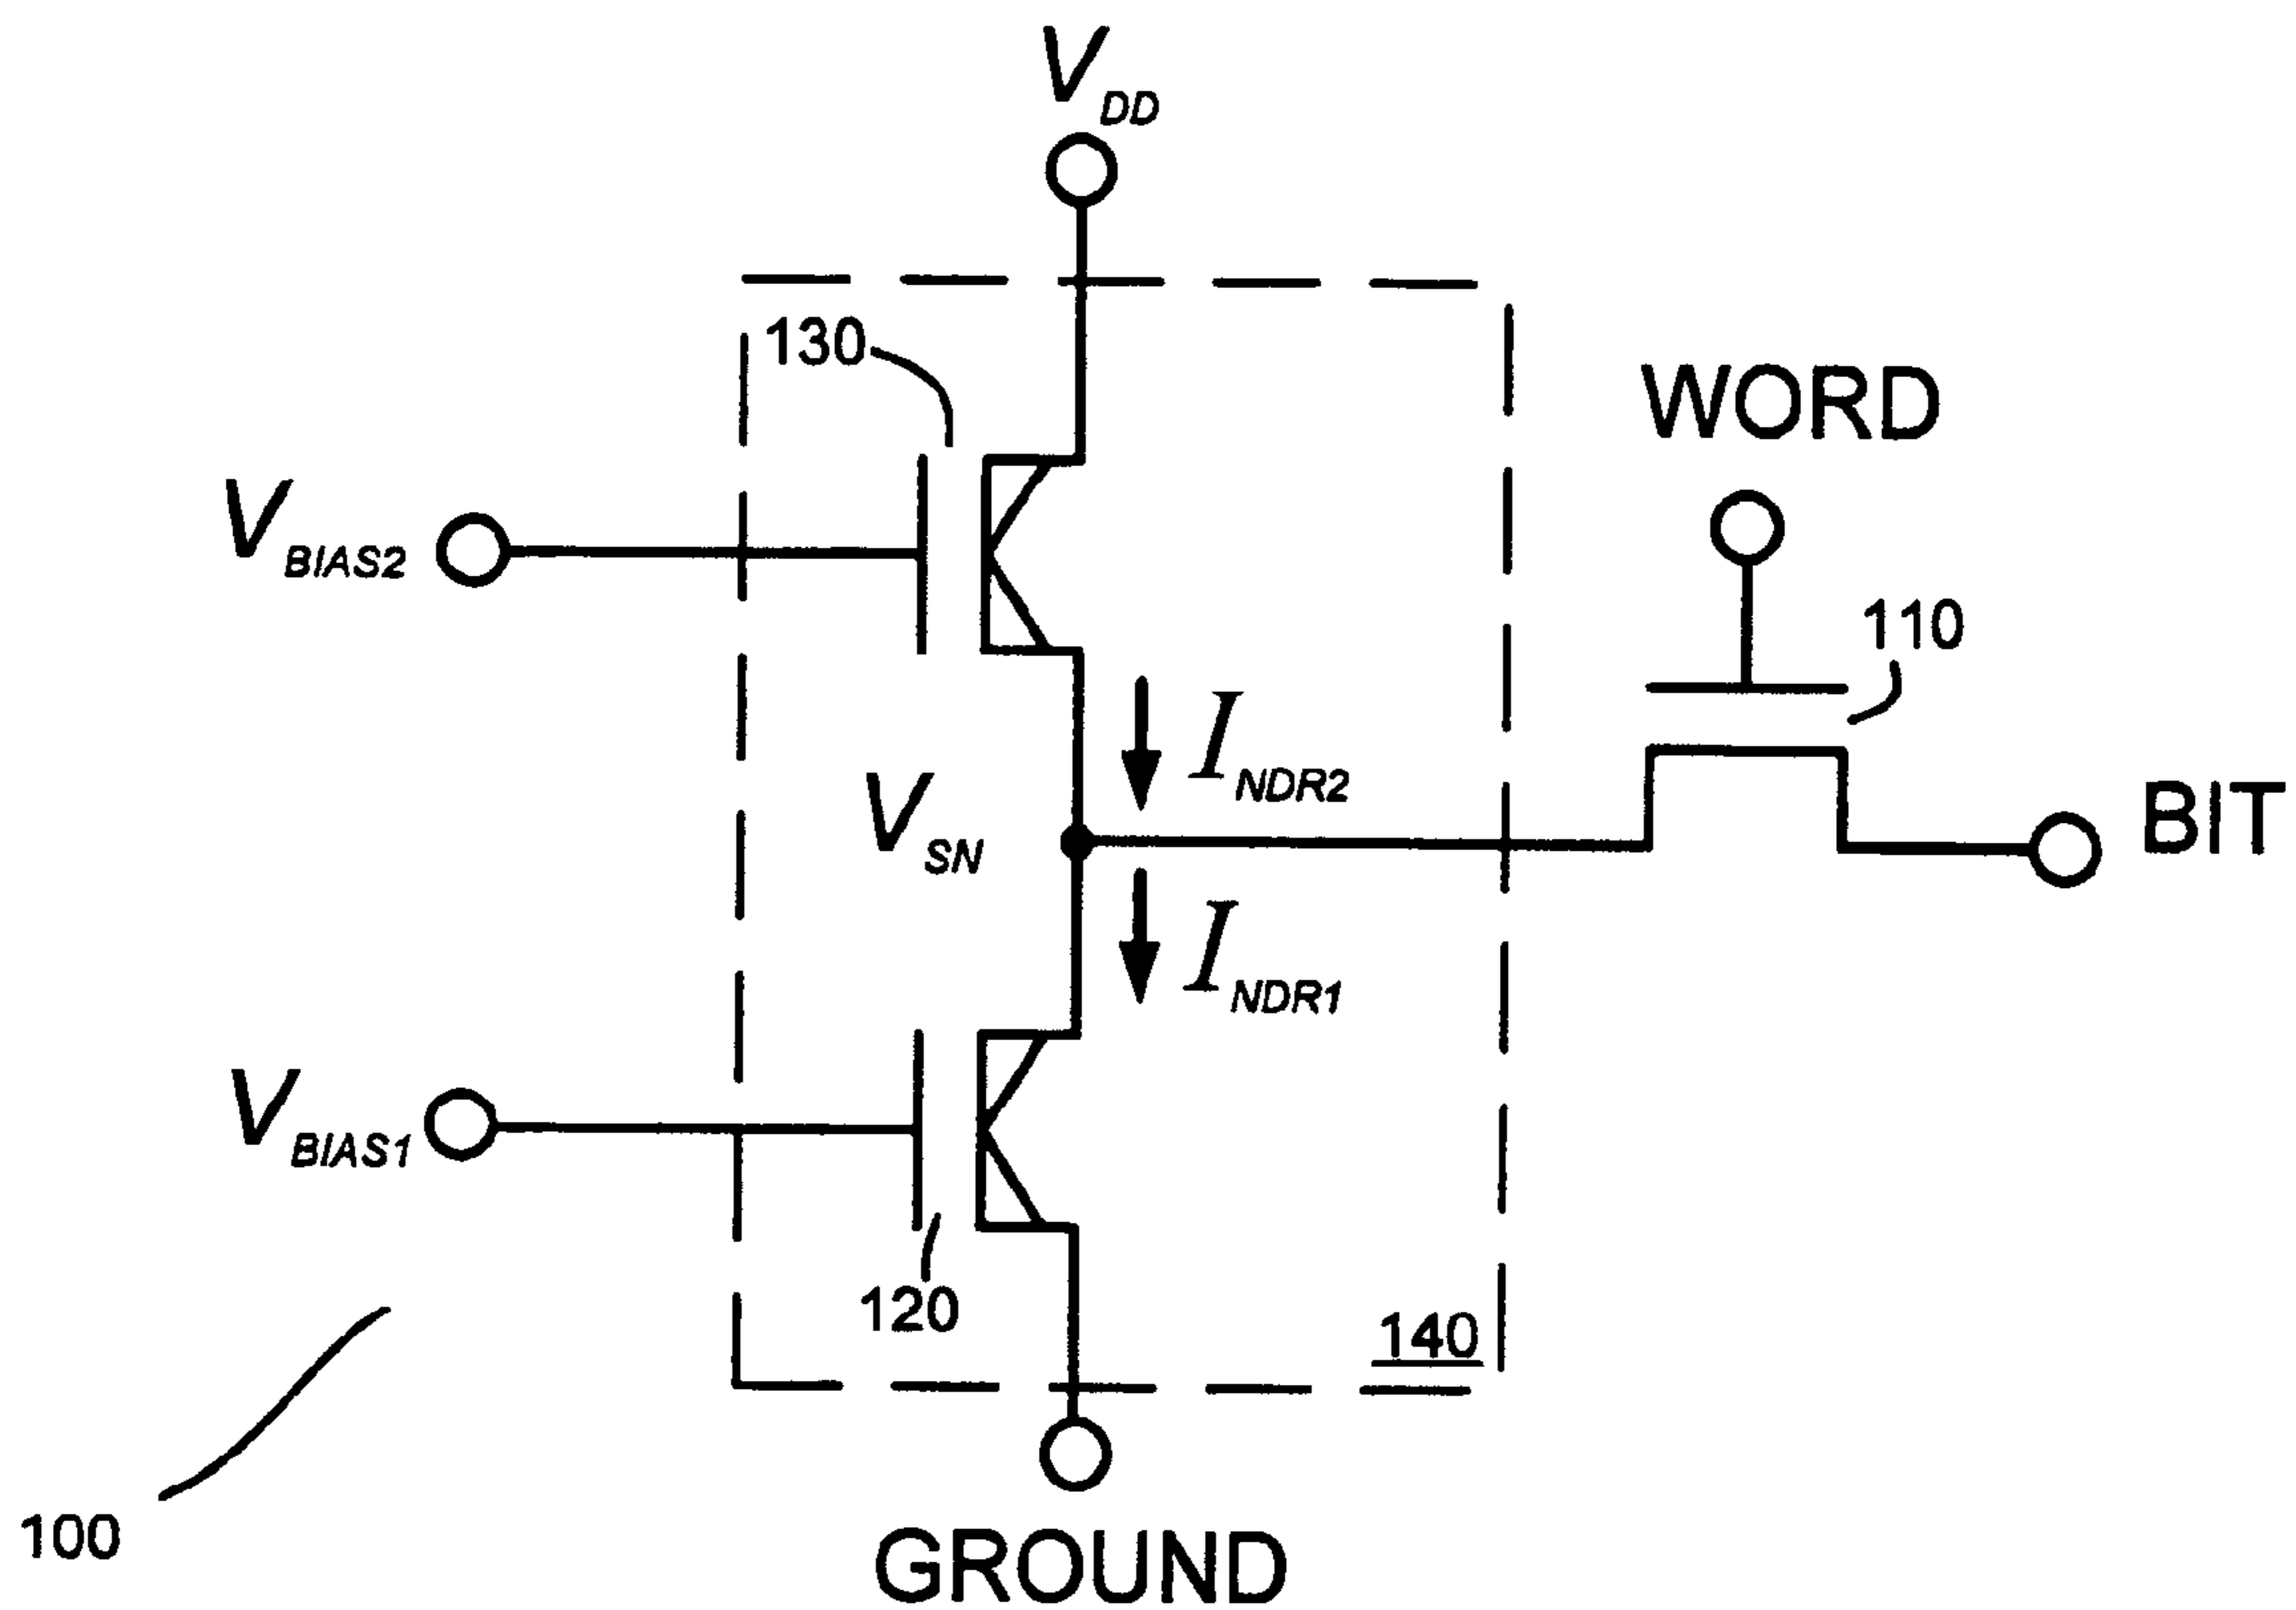 VDD
130
WORD
VBIAS2
110
INDR2
VSN
BIT
INDR1
VBIAS1
120
140
100
GROUND